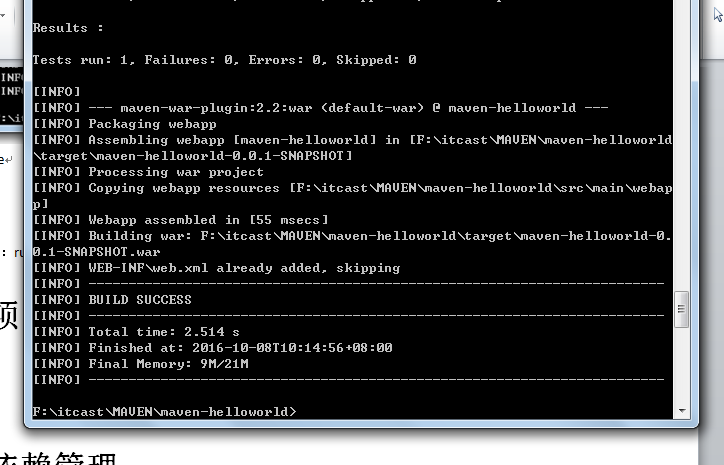 Results :
Tests run: 1, Failures: 0, Errors: 0, Skipped: 0
[INFO]
[INFO] --- maven-war-plugin:2.2:war (default-war) @ maven-helloworld ---
[INFO] Packaging webapp
[INFO] Assembling webapp [maven-helloworld] in [F:\itcast\MAVEN\maven-helloworld
\target\maven-helloworld-0.0.1-SNAPSHOT]
[INFO] Processing war project
[INFO] Copying webapp resources [F:\itcast\MAVEN\maven-helloworld\src\main\webap
p]
[INFO] Webapp assembled in [55 msecs]
[INFO] Building war: F:\itcast\MAVEN\maven-helloworld\target\maven-helloworld-0.
0.1-SNAPSHOT.war
[INFO] WEB-INF\web.xml already added, skipping
[INFO] ------------------------------------------------------------------------
[INFO] BUILD SUCCESS
[INFO] ------------------------------------------------------------------------
[INFO] Total time: 2.514 s
[INFO] Finished at: 2016-10-08T10:14:56+08:00
[INFO] Final Memory: 9M/21M
[INFO] ------------------------------------------------------------------------
F:\itcast\MAVEN\maven-helloworld>
依赖管理